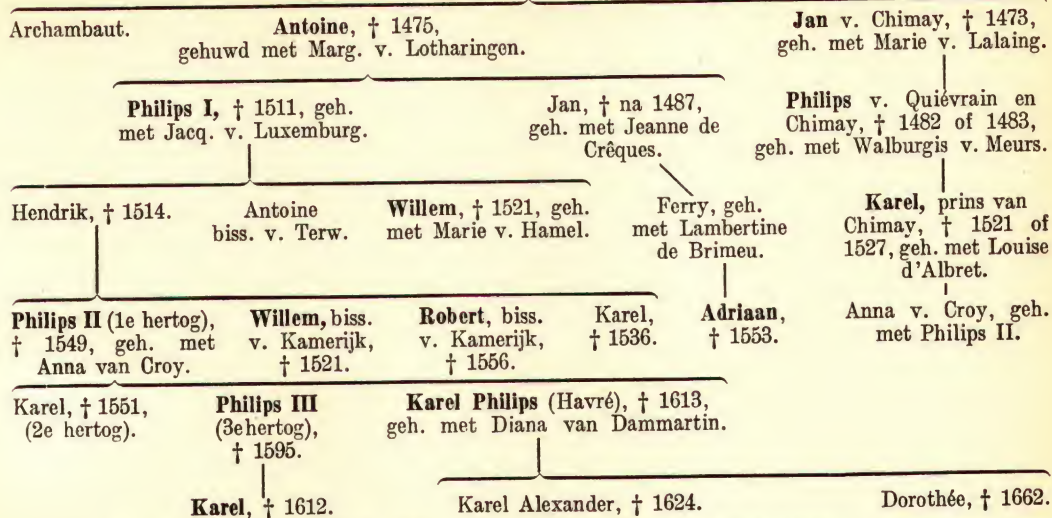 Archambaut.
Antoine, † 1475,
gehuwd met Marg. v. Lotharingen.
Jan v. Chimay, † 1473,
geh. met Marie v. Lalaing.
Philips I, † 1511, geh.
met Jacq. v. Luxemburg.
Jan, † na 1487,
geh. met Jeanne de
Crêques.
Philips v. Quiévrain en
Chimay, † 1482 of 1483,
geh. met Walburgis v. Meurs.
Hendrik, † 1514.
Antoine
biss. v. Terw.
Willem, † 1521, geh.
met Marie v. Hamel.
Ferry, geh.
met Lambertine
de Brimeu.
Karel, prins van
Chimay, † 1521 of
1527, geh. met Louise
d'Albret.
Philips II (1e hertog),
† 1549, geh. met
Anna van Croy.
Willem, biss.
v. Kamerijk,
† 1521.
Robert, biss.
v. Kamerijk,
† 1556.
Karel,
† 1536.
Adriaan,
† 1553.
Anna v. Croy, geh.
met Philips II.
Karel, † 1551,
(2e hertog).
Philips III
(3e hertog),
† 1595.
Karel Philips (Havré), † 1613,
geh. met Diana van Dammartin.
Karel, † 1612.
Karel Alexander, † 1624.
Dorothée, † 1662.